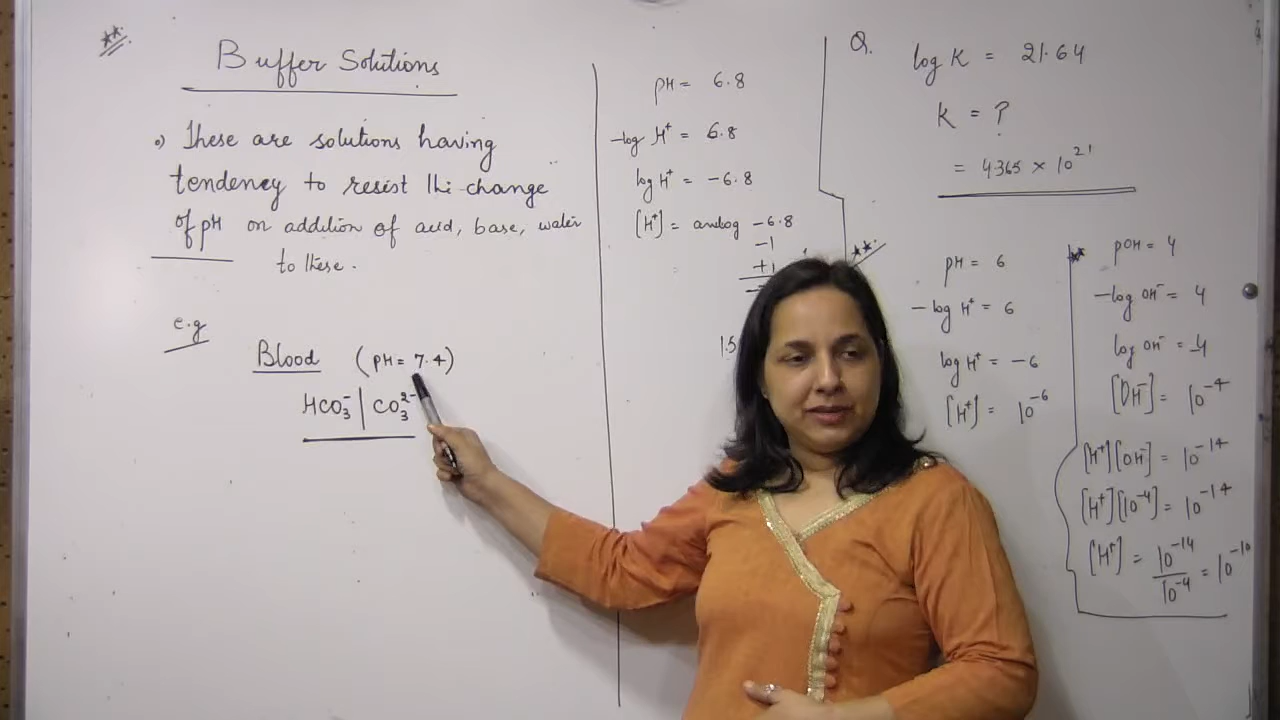 Buffer Solutions
•) These are solutions having
tendency to resist the change
of pH on addition of acid, base, water
to these.
e.g
Blood (pH = 7.4)
HCO₃⁻ | CO₃²⁻
pH = 6.8
-log H⁺ = 6.8
log H⁺ = -6.8
[H⁺] = antilog -6.8
-1
+1
1.5
Q. log K = 21.64
K = ?
= 4365 × 10²¹
pH = 6
-log H⁺ = 6
log H⁺ = -6
[H⁺] = 10⁻⁶
pOH = 4
-log OH⁻ = 4
log OH⁻ = -4
[OH⁻] = 10⁻⁴
[H⁺][OH⁻] = 10⁻¹⁴
[H⁺][10⁻⁴] = 10⁻¹⁴
[H⁺] = 10⁻¹⁴/10⁻⁴ = 10⁻¹⁰